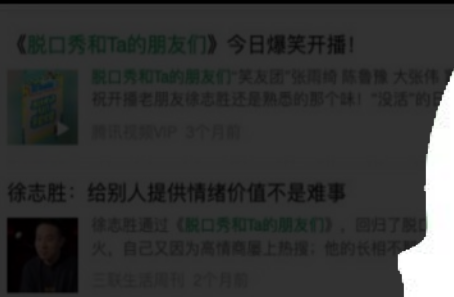 《脱口秀和Ta的朋友们》今日爆笑开播！
脱口秀和Ta的朋友们"笑友团"张雨绮 陈鲁豫 大张伟
祝开播老朋友徐志胜还是熟悉的那个味！"没活"的
腾讯视频VIP 3个月前
徐志胜：给别人提供情绪价值不是难事
徐志胜通过《脱口秀和Ta的朋友们》，回归了脱
火，自己又因为高情商屡上热搜；他的长相不
三联生活周刊 2个月前